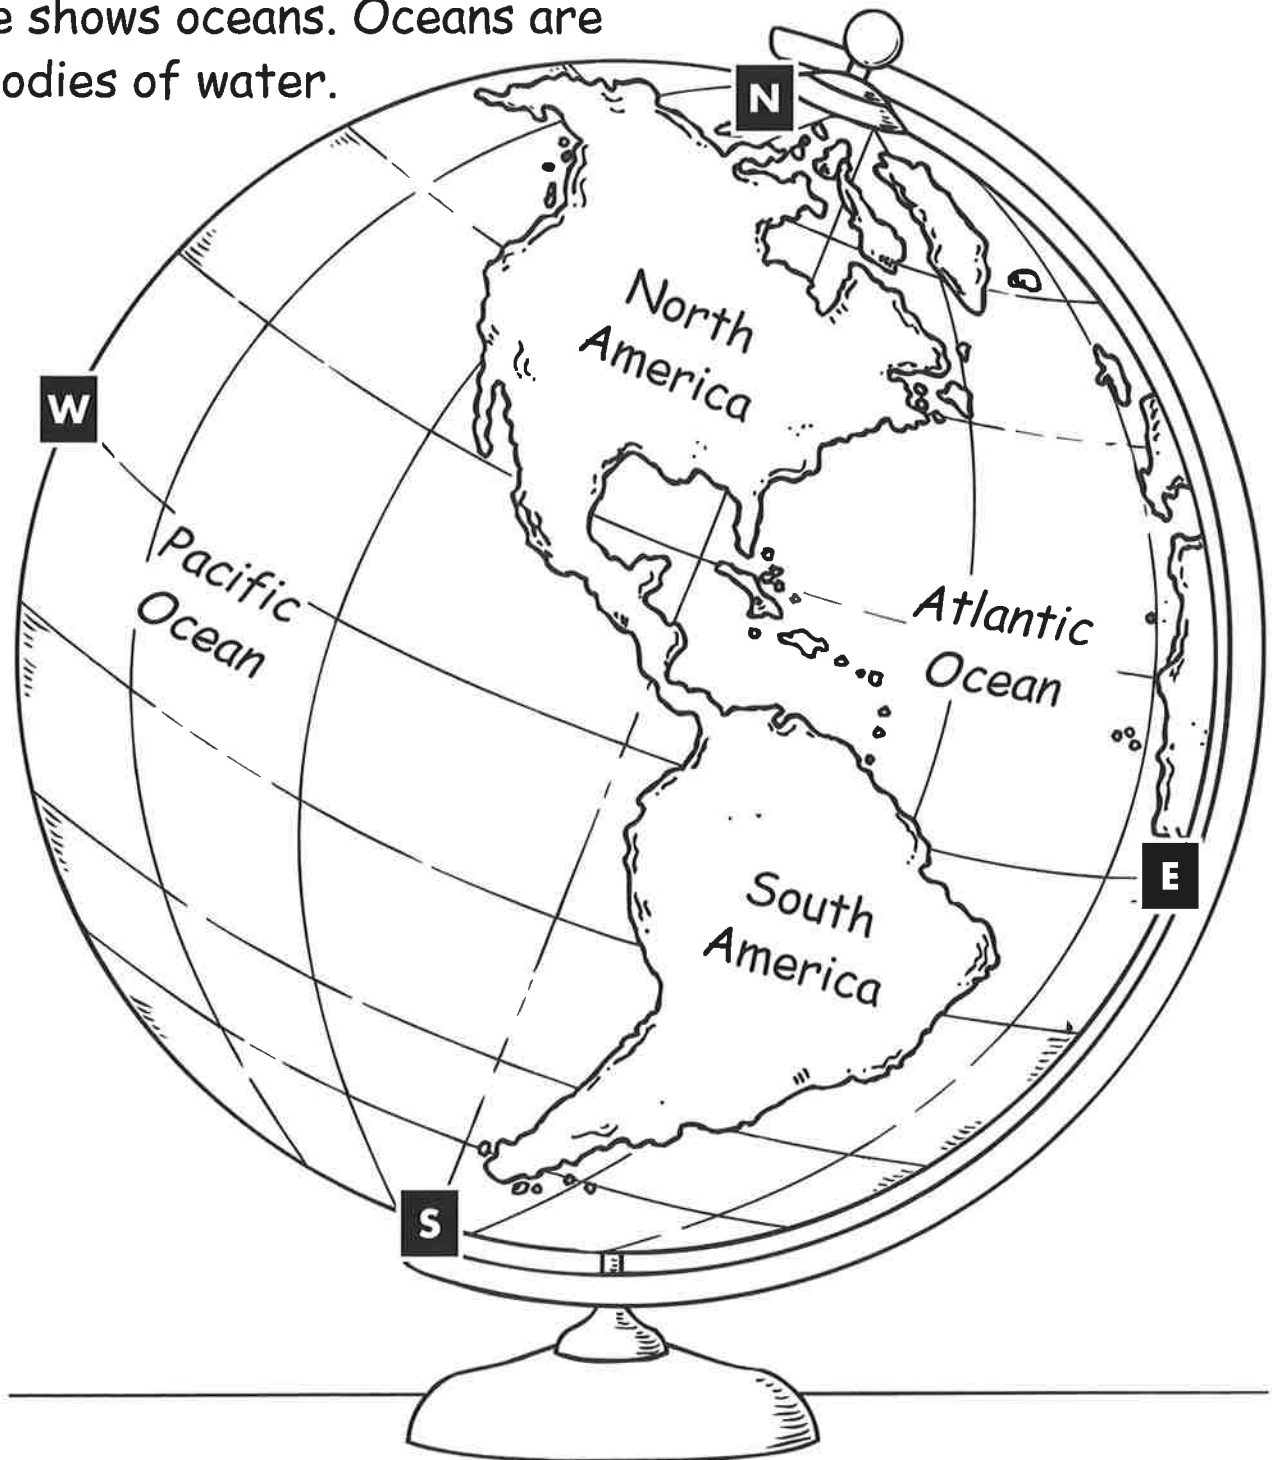 e shows oceans. Oceans are
odies of water.
N
North
America
W
Pacific
Ocean
Atlantic
Ocean
E
South
America
S